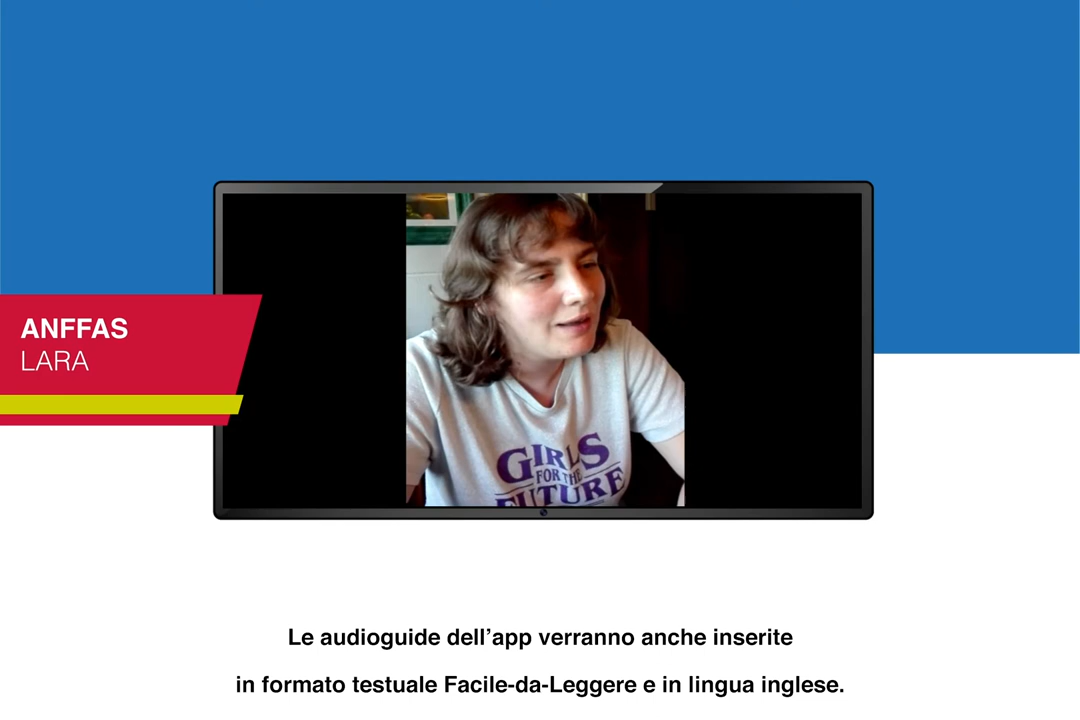 ANFFAS
LARA
GIRLS
FOR THE
FUTURE
Le audioguide dell’app verranno anche inserite
in formato testuale Facile-da-Leggere e in lingua inglese.